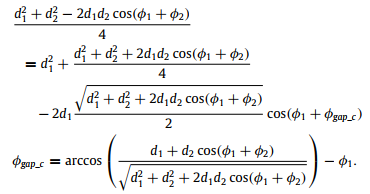 \frac{d_1^2 + d_2^2 - 2d_1 d_2 \cos(\phi_1 + \phi_2)}{4}
= d_1^2 + \frac{d_1^2 + d_2^2 + 2d_1 d_2 \cos(\phi_1 + \phi_2)}{4}
- 2d_1 \frac{\sqrt{d_1^2 + d_2^2 + 2d_1 d_2 \cos(\phi_1 + \phi_2)}}{2} \cos(\phi_1 + \phi_{gap\_c})
\phi_{gap\_c} = \arccos \left( \frac{d_1 + d_2 \cos(\phi_1 + \phi_2)}{\sqrt{d_1^2 + d_2^2 + 2d_1 d_2 \cos(\phi_1 + \phi_2)}} \right) - \phi_1.